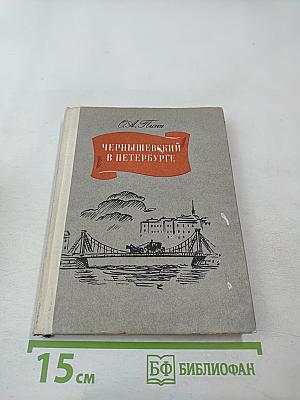 О.А. Пини
ЧЕРНЫШЕВСКИЙ
В ПЕТЕРБУРГЕ
15 см
БФ БИБЛИОФАН